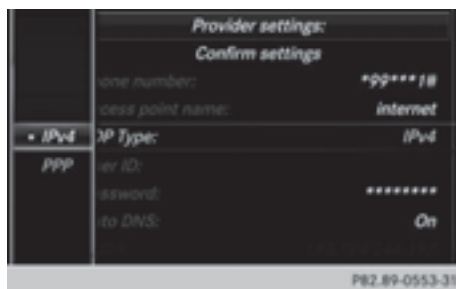 Provider settings:
Confirm settings
one number: *99***1#
cess point name: internet
• IPv4 DP Type: IPv4
PPP er ID:
ssword: ********
to DNS: On
P82.89-0553-31